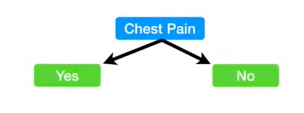 Chest Pain
Yes
No